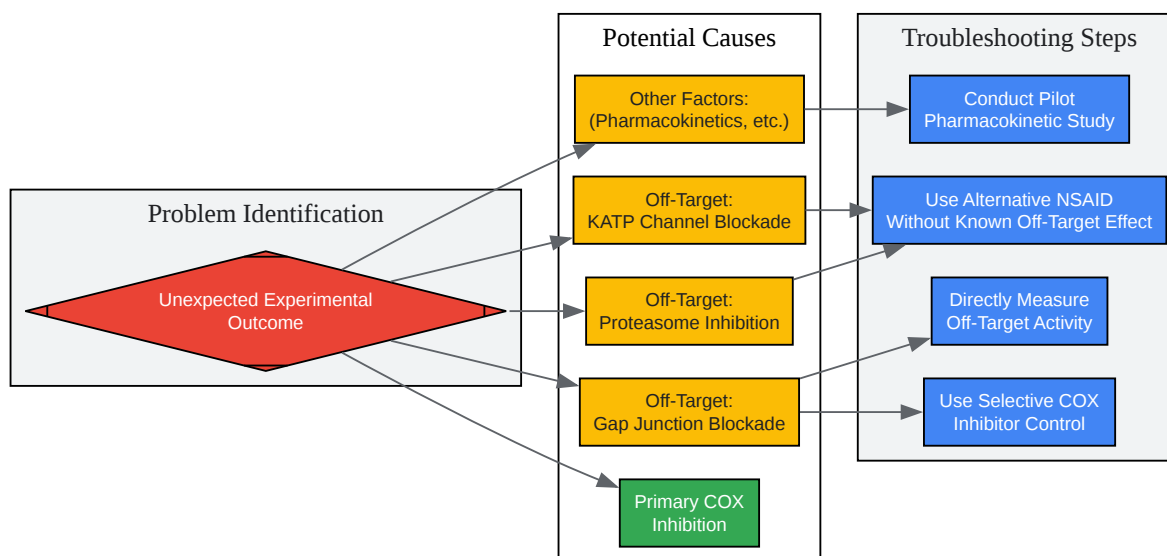 Problem Identification
Unexpected Experimental
Outcome
Potential Causes
Other Factors:
(Pharmacokinetics, etc.)
Off-Target:
KATP Channel Blockade
Off-Target:
Proteasome Inhibition
Off-Target:
Gap Junction Blockade
Primary COX
Inhibition
Troubleshooting Steps
Conduct Pilot
Pharmacokinetic Study
Use Alternative NSAID
Without Known Off-Target Effect
Directly Measure
Off-Target Activity
Use Selective COX
Inhibitor Control